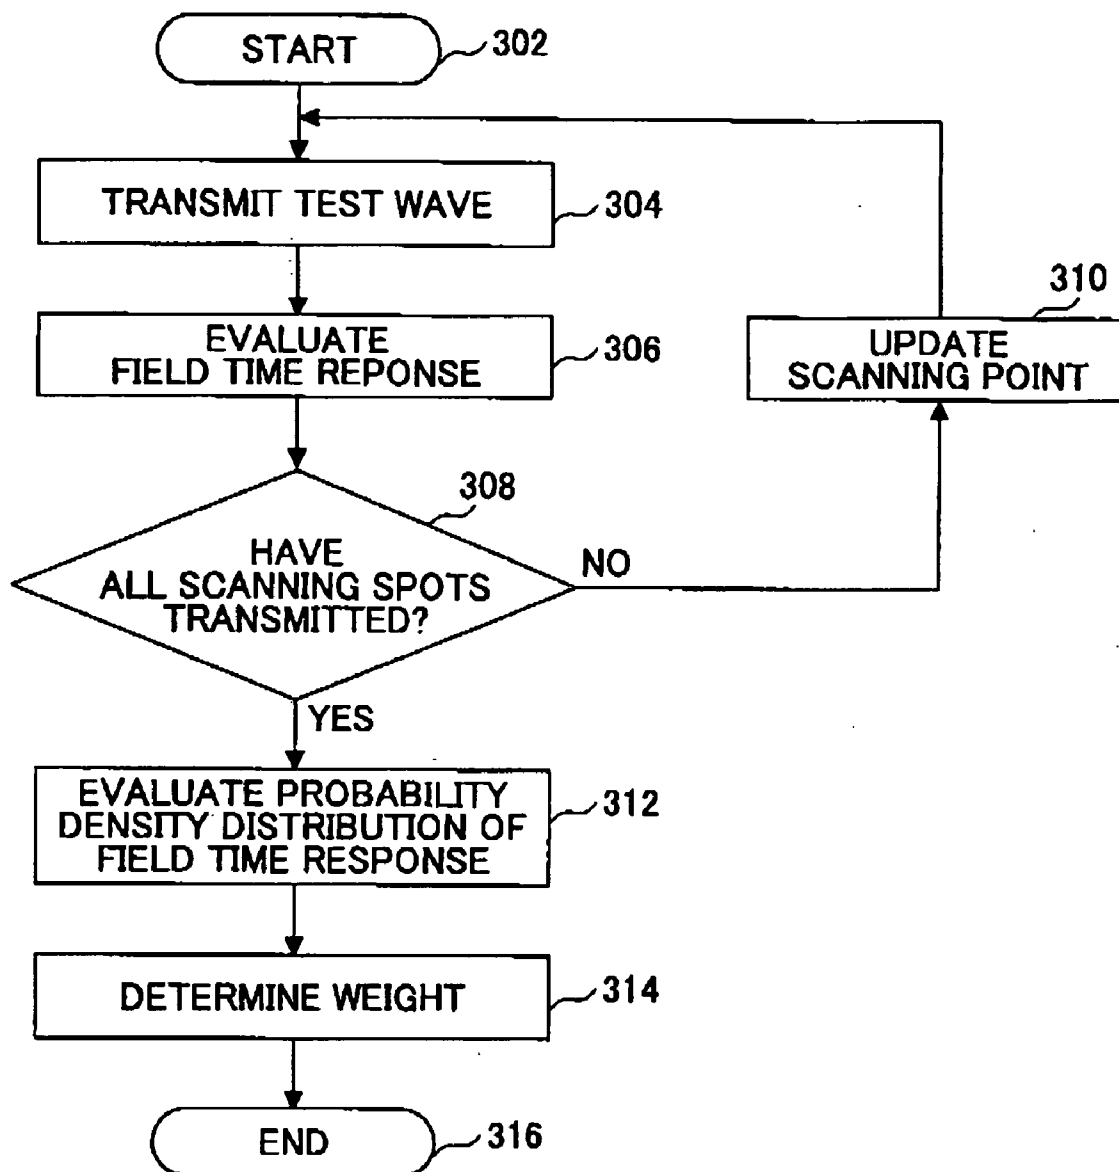 START
302
TRANSMIT TEST WAVE
304
EVALUATE
FIELD TIME REPONSE
306
310
UPDATE
SCANNING POINT
308
HAVE
ALL SCANNING SPOTS
TRANSMITTED?
NO
YES
EVALUATE PROBABILITY
DENSITY DISTRIBUTION OF
FIELD TIME RESPONSE
312
DETERMINE WEIGHT
314
END
316